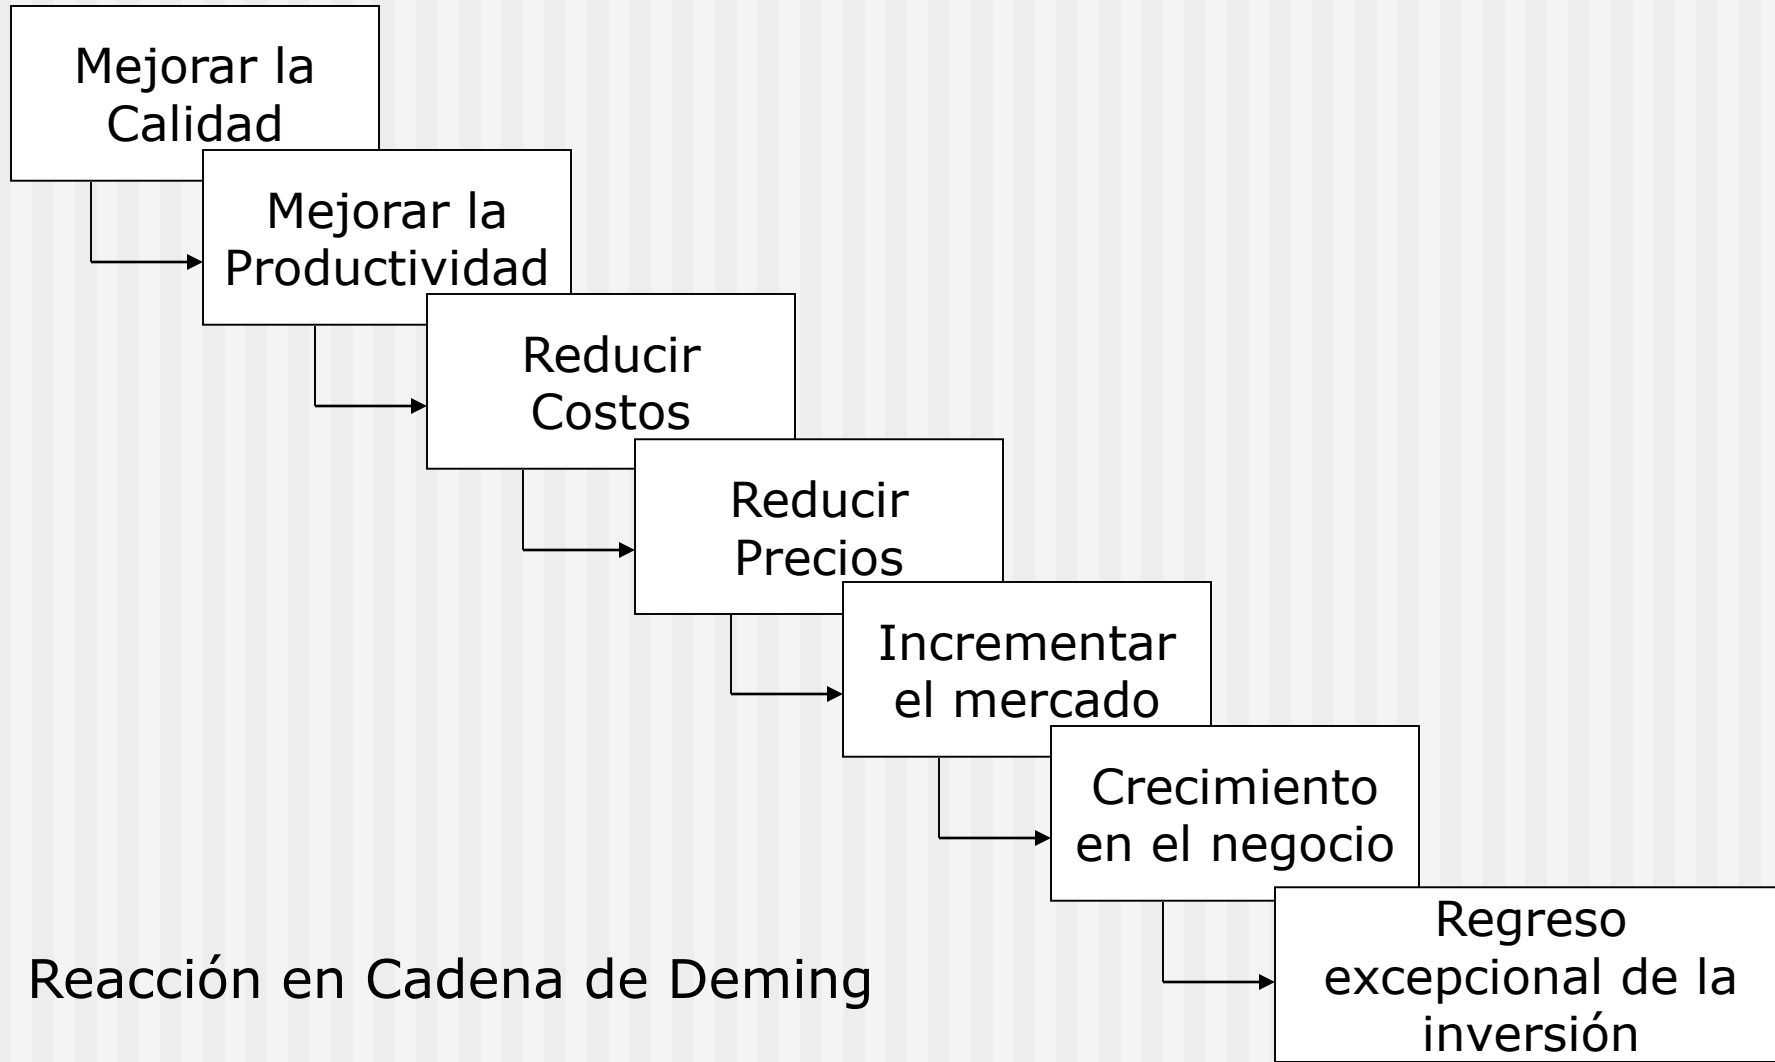 Mejorar la
Calidad
Mejorar la
Productividad
Reducir
Costos
Reducir
Precios
Incrementar
el mercado
Crecimiento
en el negocio
Regreso
excepcional de la
inversión
Reacción en Cadena de Deming